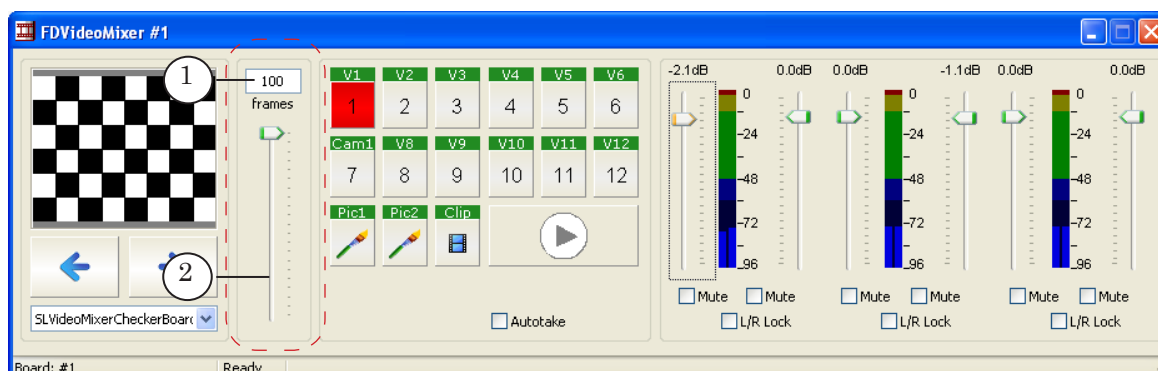 FDVideoMixer #1
1
100
frames
2
SLVideoMixerCheckerBoar
V1 V2 V3 V4 V5 V6
1 2 3 4 5 6
Cam1 V8 V9 V10 V11 V12
7 8 9 10 11 12
Pic1 Pic2 Clip
Autotake
-2.1dB 0.0dB 0.0dB -1.1dB 0.0dB 0.0dB
0 0 0
-24 -24 -24
-48 -48 -48
-72 -72 -72
-96 -96 -96
Mute Mute Mute Mute Mute Mute
L/R Lock L/R Lock L/R Lock
Board: #1 Ready